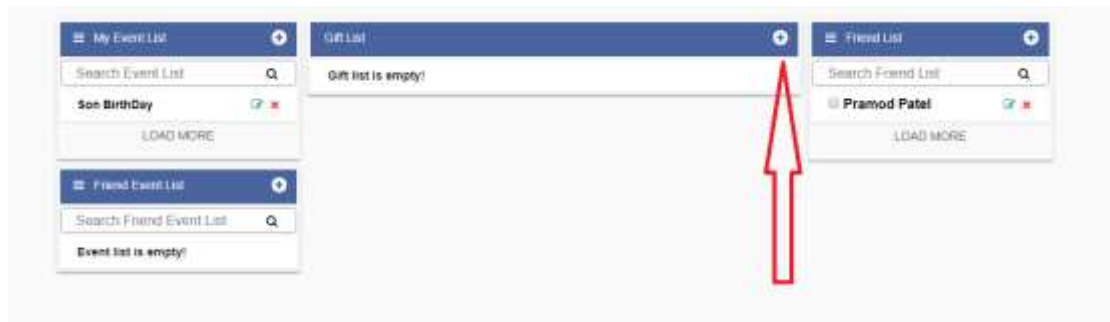 My Event List
Search Event List
Son BirthDay
LOAD MORE
Friend Event List
Search Friend Event List
Event list is empty!
Gift List
Gift list is empty!
Friend List
Search Friend List
Pramod Patel
LOAD MORE